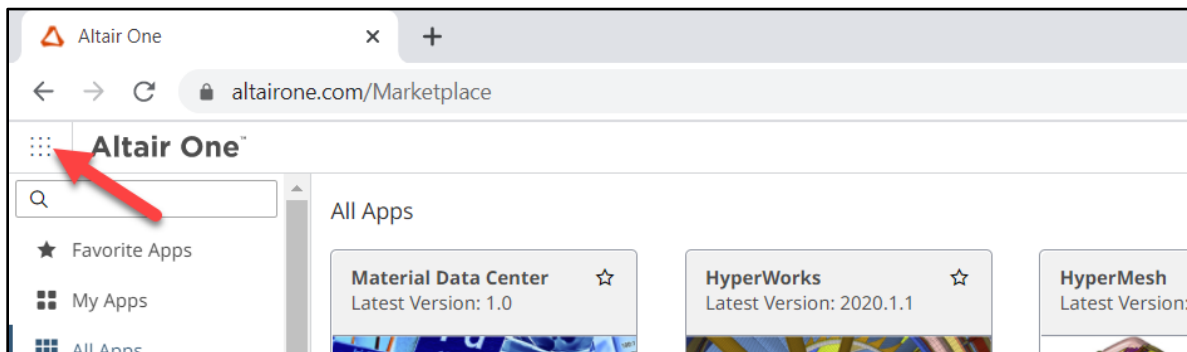 Altair One
altairone.com/Marketplace
Altair One™
Favorite Apps
My Apps
All Apps
All Apps
Material Data Center
Latest Version: 1.0
HyperWorks
Latest Version: 2020.1.1
HyperMesh
Latest Version: